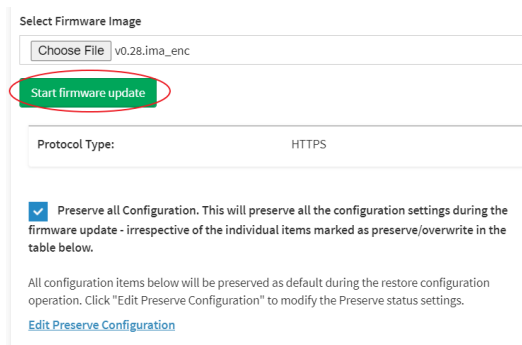 Select Firmware Image
Choose File v0.28.ima_enc
Start firmware update
Protocol Type: HTTPS
Preserve all Configuration. This will preserve all the configuration settings during the
firmware update - irrespective of the individual items marked as preserve/overwrite in the
table below.
All configuration items below will be preserved as default during the restore configuration
operation. Click "Edit Preserve Configuration" to modify the Preserve status settings.
Edit Preserve Configuration